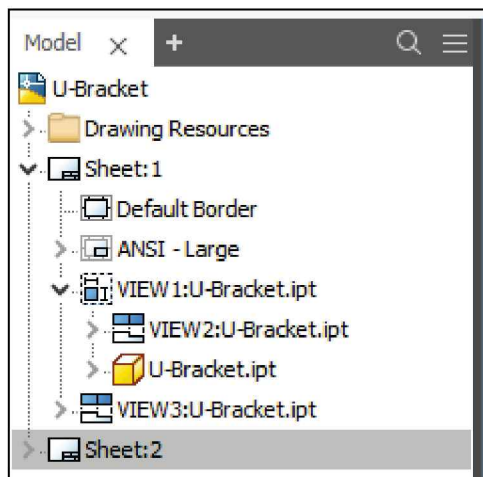 Model
U-Bracket
Drawing Resources
Sheet:1
Default Border
ANSI - Large
VIEW1:U-Bracket.ipt
VIEW2:U-Bracket.ipt
U-Bracket.ipt
VIEW3:U-Bracket.ipt
Sheet:2